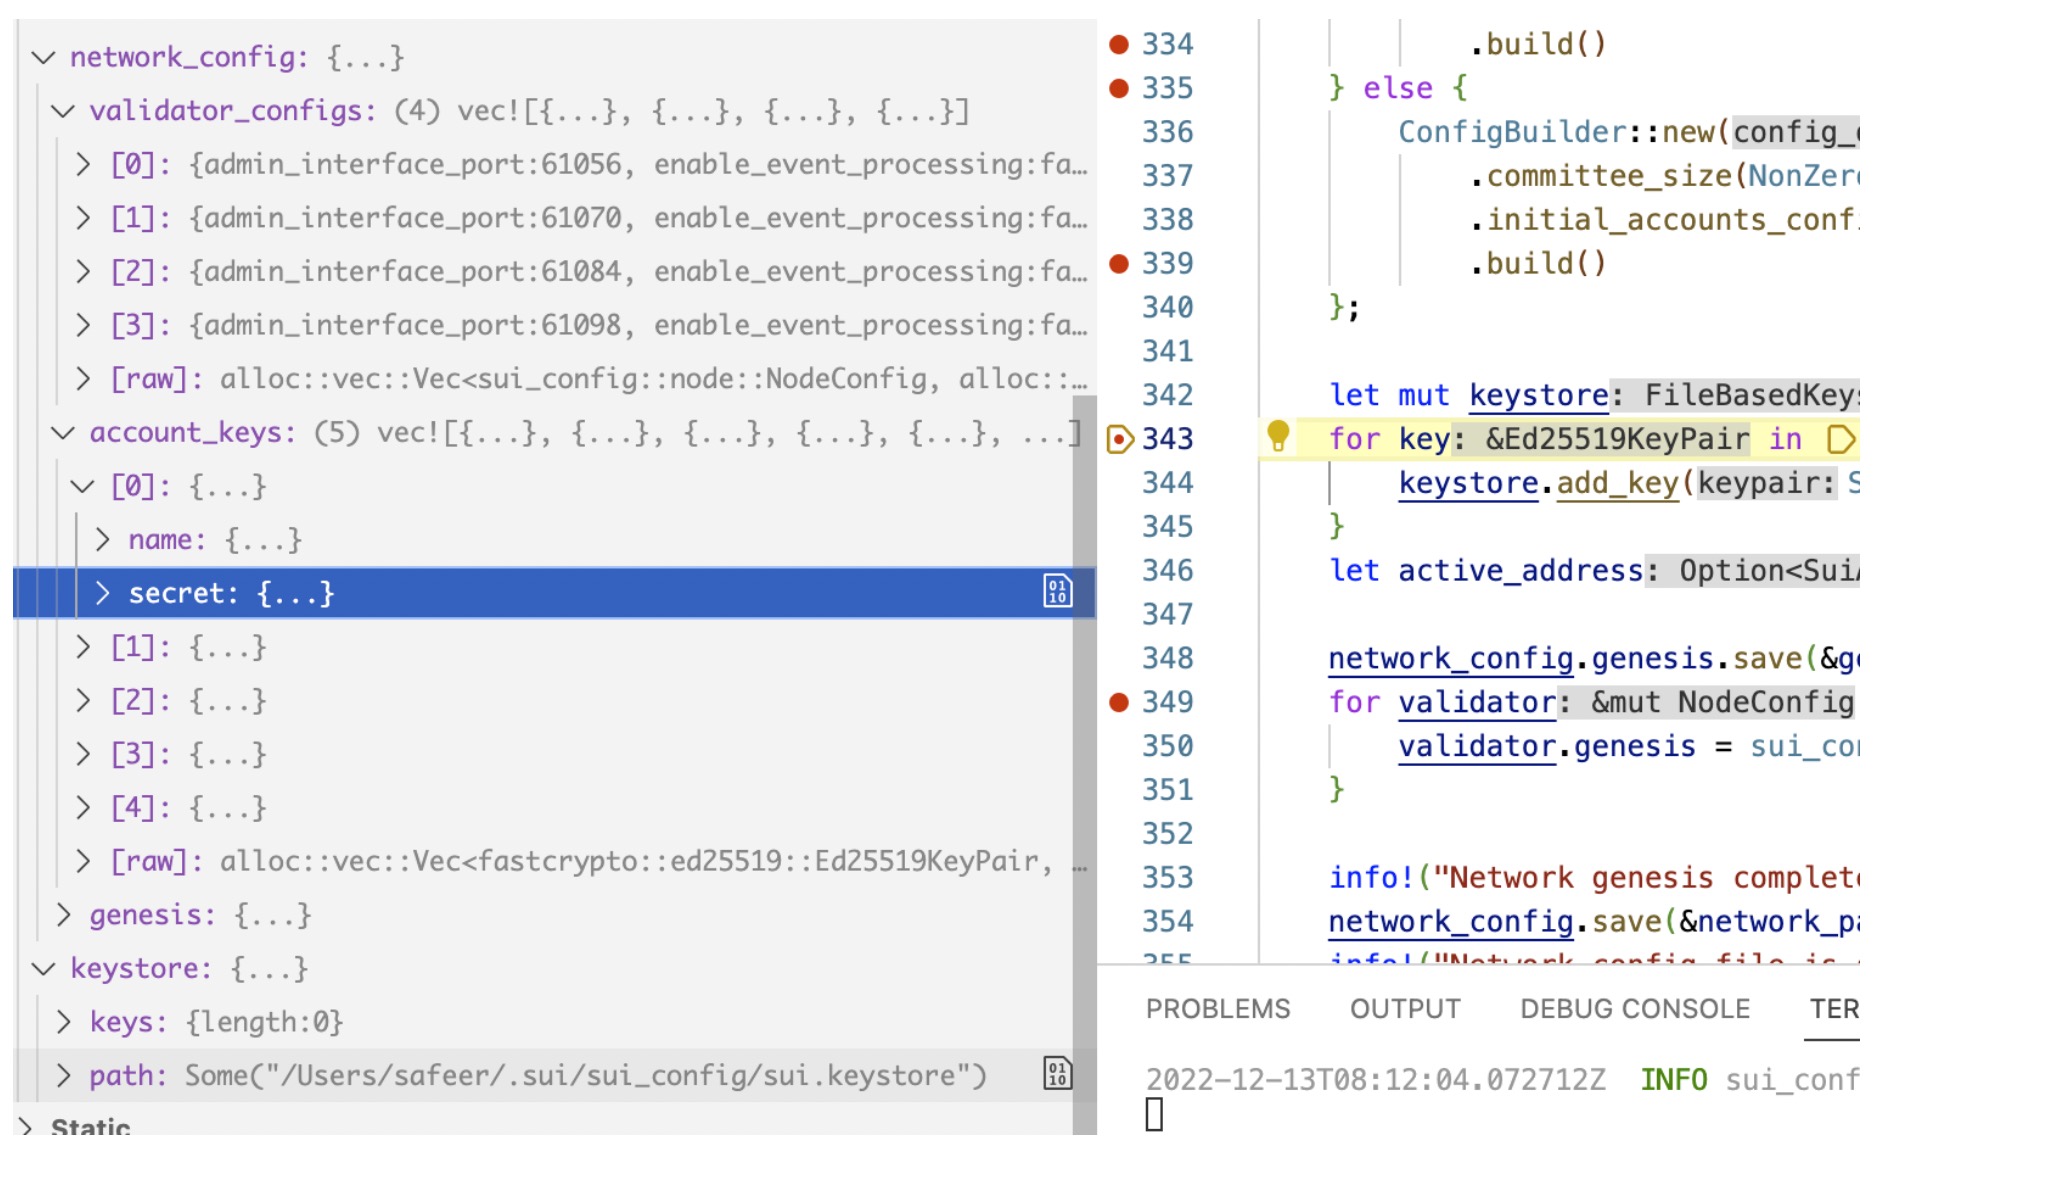 network_config: {...}
validator_configs: (4) vec![{...}, {...}, {...}, {...}]
[0]: {admin_interface_port:61056, enable_event_processing:fa…
[1]: {admin_interface_port:61070, enable_event_processing:fa…
[2]: {admin_interface_port:61084, enable_event_processing:fa…
[3]: {admin_interface_port:61098, enable_event_processing:fa…
[raw]: alloc::vec::Vec<sui_config::node::NodeConfig, alloc::…
account_keys: (5) vec![{...}, {...}, {...}, {...}, {...}, ...]
[0]: {...}
name: {...}
secret: {...}
[1]: {...}
[2]: {...}
[3]: {...}
[4]: {...}
[raw]: alloc::vec::Vec<fastcrypto::ed25519::Ed25519KeyPair, …
genesis: {...}
keystore: {...}
keys: {length:0}
path: Some("/Users/safeer/.sui/sui_config/sui.keystore")
Static
334 .build()
335 } else {
336 ConfigBuilder::new(config_
337 .committee_size(NonZer
338 .initial_accounts_conf
339 .build()
340 };
341
342 let mut keystore: FileBasedKey
343 for key: &Ed25519KeyPair in
344 keystore.add_key(keypair: S
345 }
346 let active_address: Option<Sui
347
348 network_config.genesis.save(&g
349 for validator: &mut NodeConfig
350 validator.genesis = sui_co
351 }
352
353 info!("Network genesis complet
354 network_config.save(&network_p
355 info!("Network config file is
PROBLEMS OUTPUT DEBUG CONSOLE TER
2022-12-13T08:12:04.072712Z INFO sui_conf